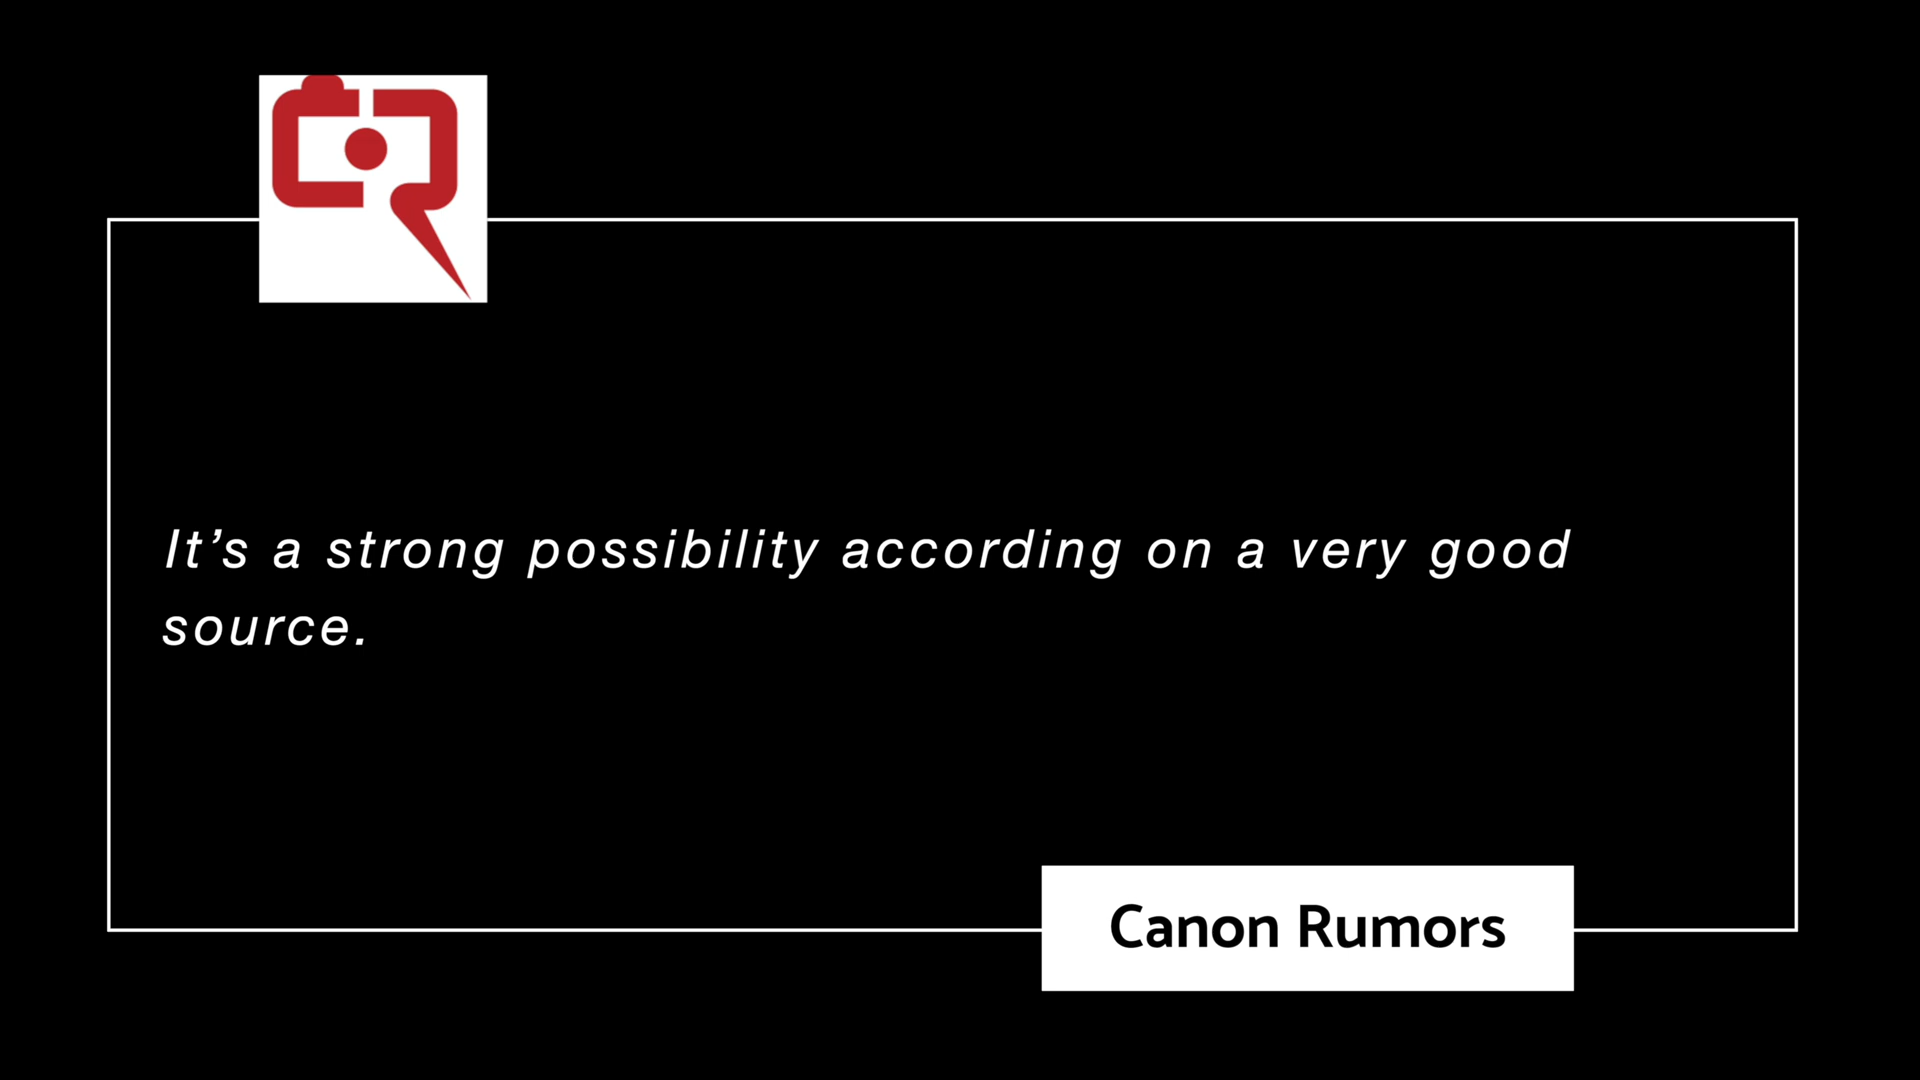 It’s a strong possibility according on a very good
source.
Canon Rumors